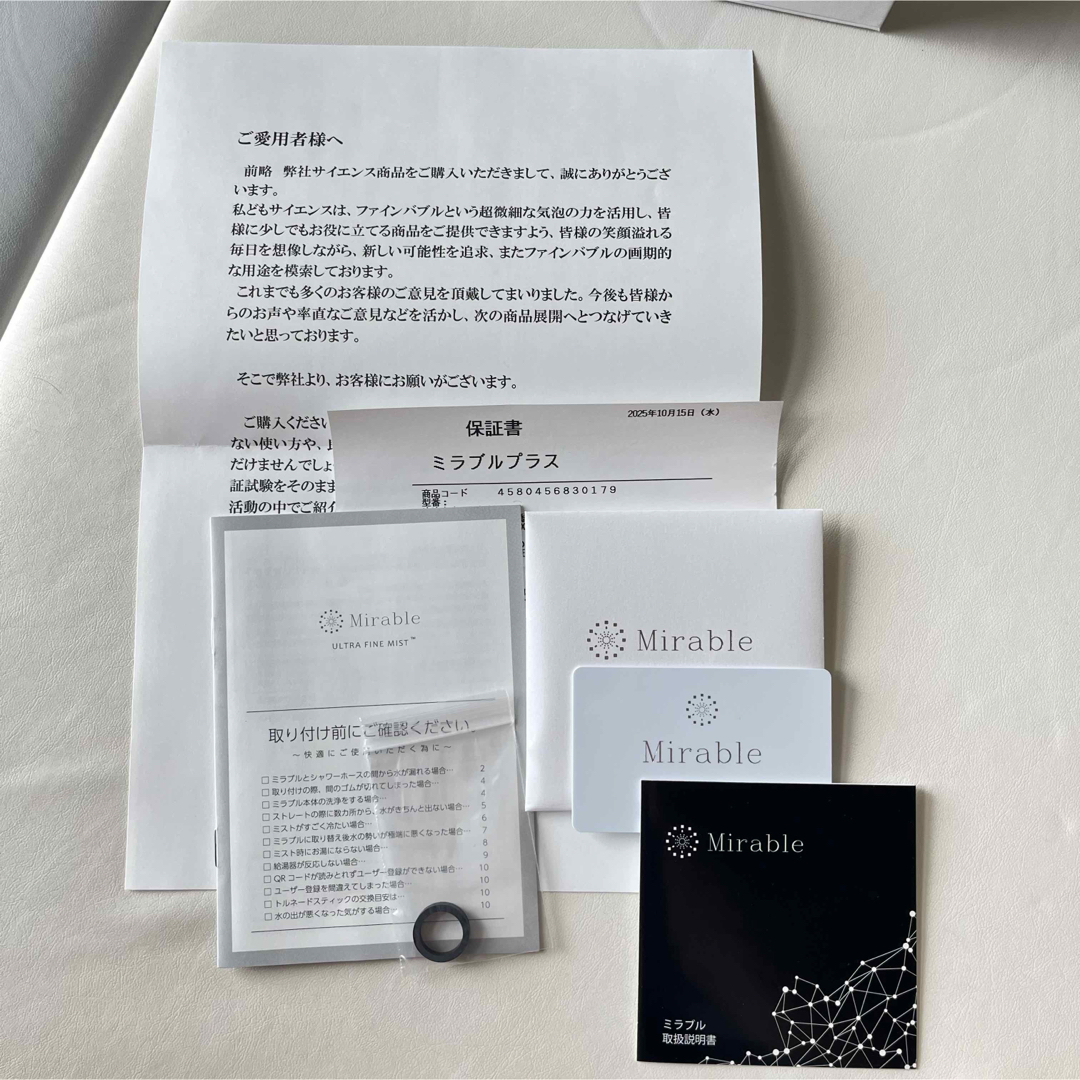 ご愛用者様へ
前略 弊社サイエンス商品をご購入いただきまして、誠にありがとうござ
います。
私どもサイエンスは、ファインバブルという超微細な気泡の力を活用し、皆
様に少しでもお役に立てる商品をご提供できますよう、皆様の笑顔溢れる
毎日を想像しながら、新しい可能性を追求、またファインバブルの画期的
な用途を模索しております。
これまでも多くのお客様のご意見を頂戴してまいりました。今後も皆様か
らのお声や率直なご意見などを活かし、次の商品展開へとつなげていき
たいと思っております。
そこで弊社より、お客様にお願いがございます。
ご購入くださ
ない使い方や、
だけませんでしょ
証試験をそのまま
活動の中でご紹
2025年10月15日（水）
保証書
ミラブルプラス
商品コード 4580456830179
型番：
Mirable
ULTRA FINE MIST™
取り付け前にご確認ください。
～快適にご使用いただく為に～
□ ミラブルとシャワーホースの間から水が漏れる場合… 2
□ 取り付けの際、間のゴムが切れてしまった場合… 4
□ ミラブル本体の洗浄をする場合… 4
□ ストレートの際に数カ所から水がきちんと出ない場合… 5
□ ミストがすごく冷たい場合… 6
□ ミラブルに取り替え後水の勢いが極端に悪くなった場合… 7
□ ミスト時にお湯にならない場合… 8
□ 給湯器が反応しない場合… 9
□ QRコードが読みとれずユーザー登録ができない場合… 10
□ ユーザー登録を間違えてしまった場合… 10
□ トルネードスティックの交換目安は… 10
□ 水の出が悪くなった気がする場合… 10
Mirable
Mirable
Mirable
ミラブル
取扱説明書